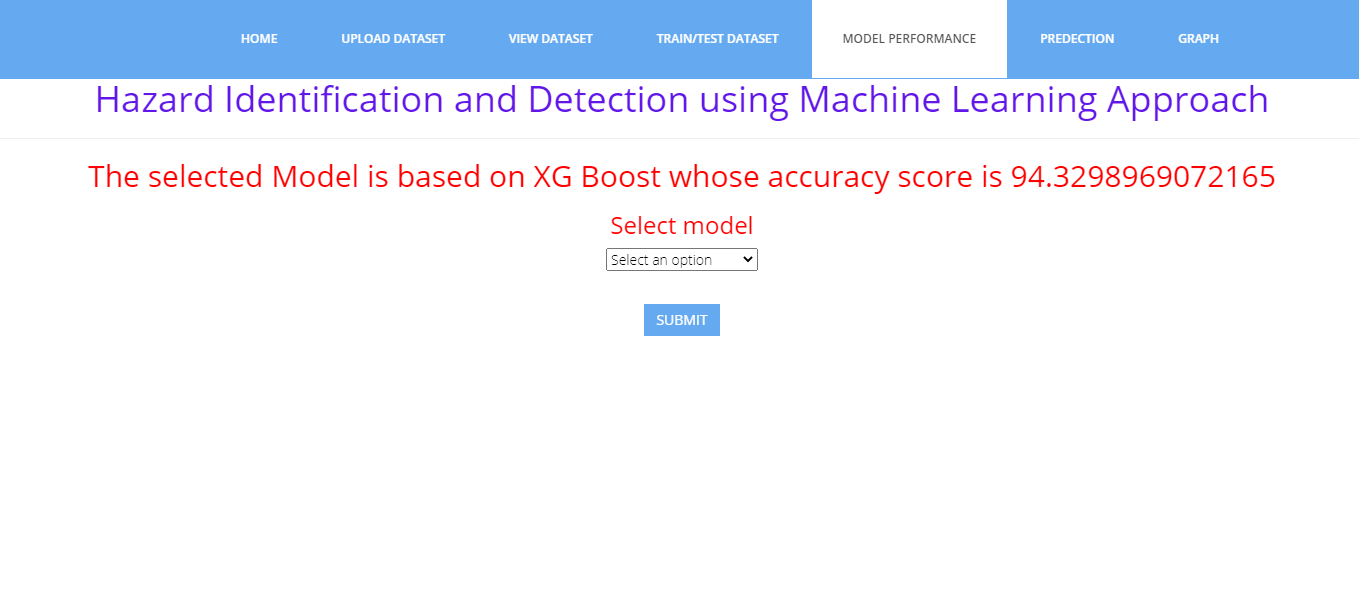 HOME UPLOAD DATASET VIEW DATASET TRAIN/TEST DATASET MODEL PERFORMANCE PREDECTION GRAPH
Hazard Identification and Detection using Machine Learning Approach
The selected Model is based on XG Boost whose accuracy score is 94.3298969072165
Select model
Select an option
SUBMIT